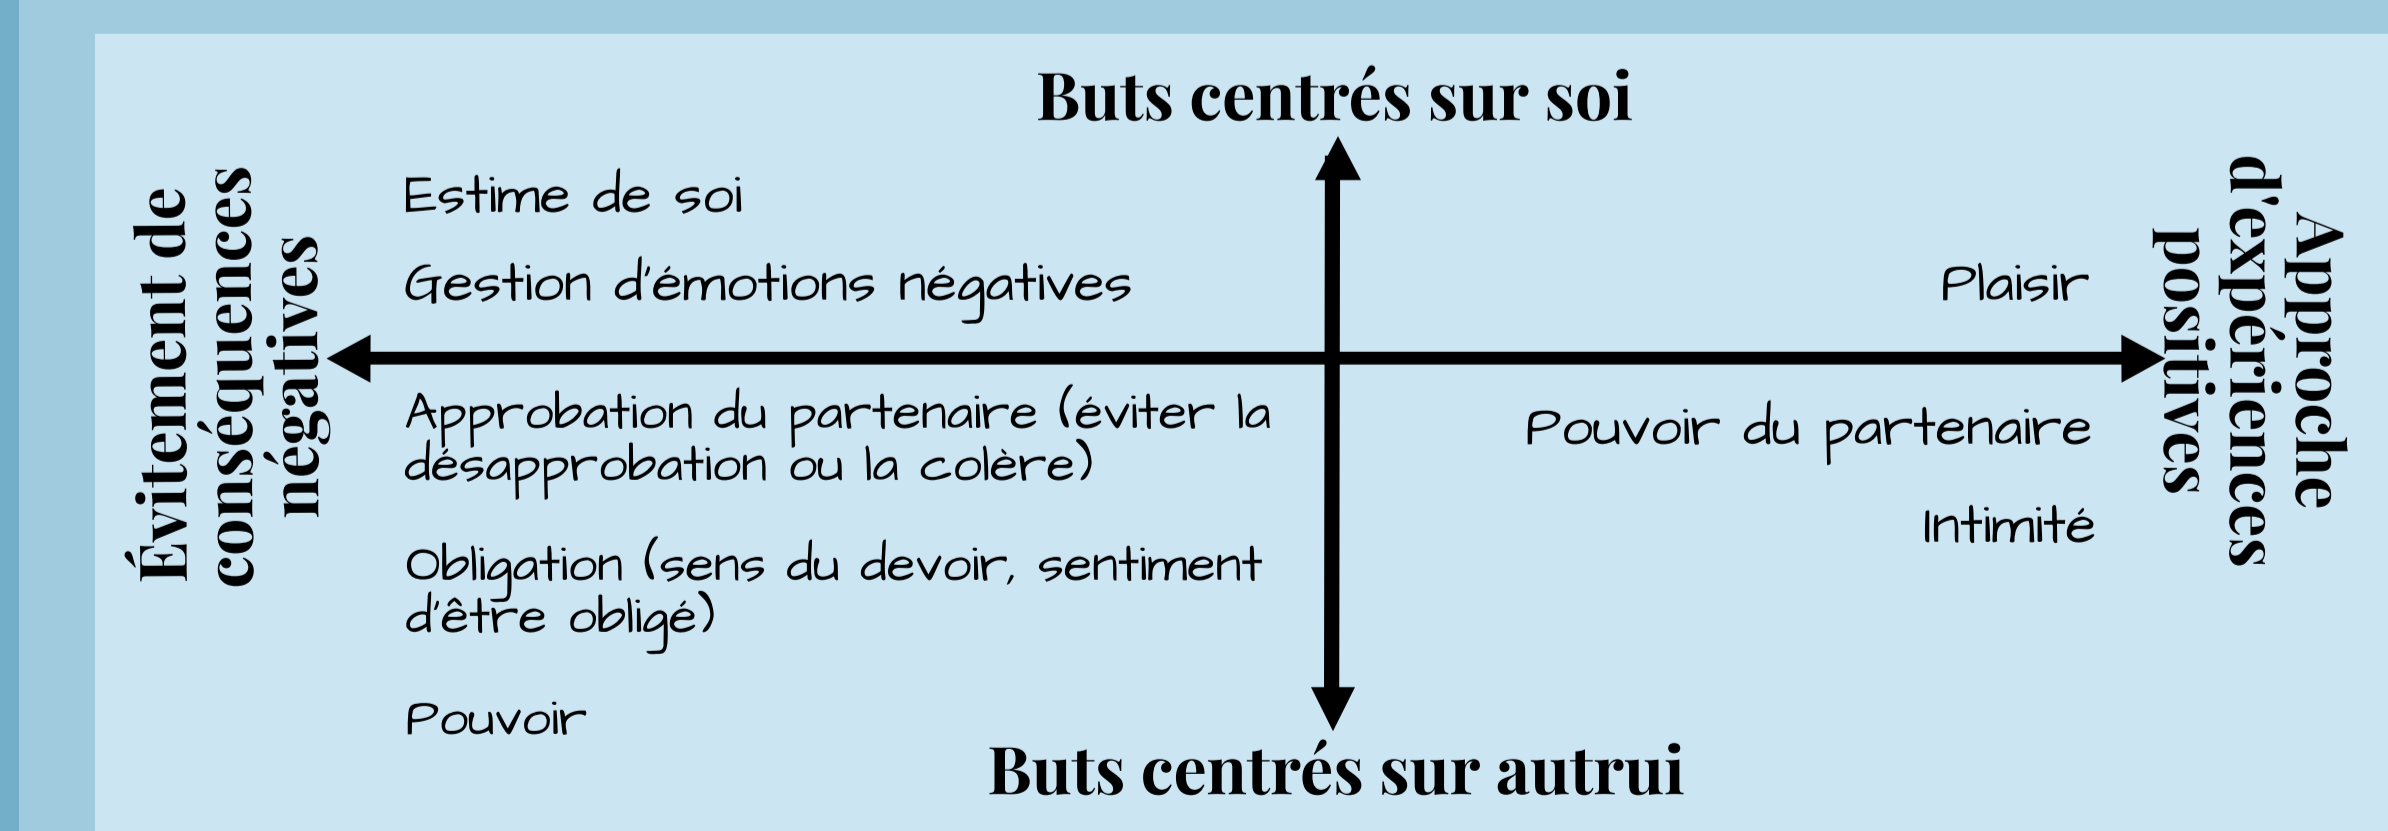 Buts centrés sur soi
Évitement de
conséquences
négatives
Estime de soi
Gestion d'émotions négatives
Plaisir
Approche
d'expériences
positives
Approbation du partenaire (éviter la
désapprobation ou la colère)
Obligation (sens du devoir, sentiment
d'être obligé)
Pouvoir
Pouvoir du partenaire
Intimité
Buts centrés sur autrui